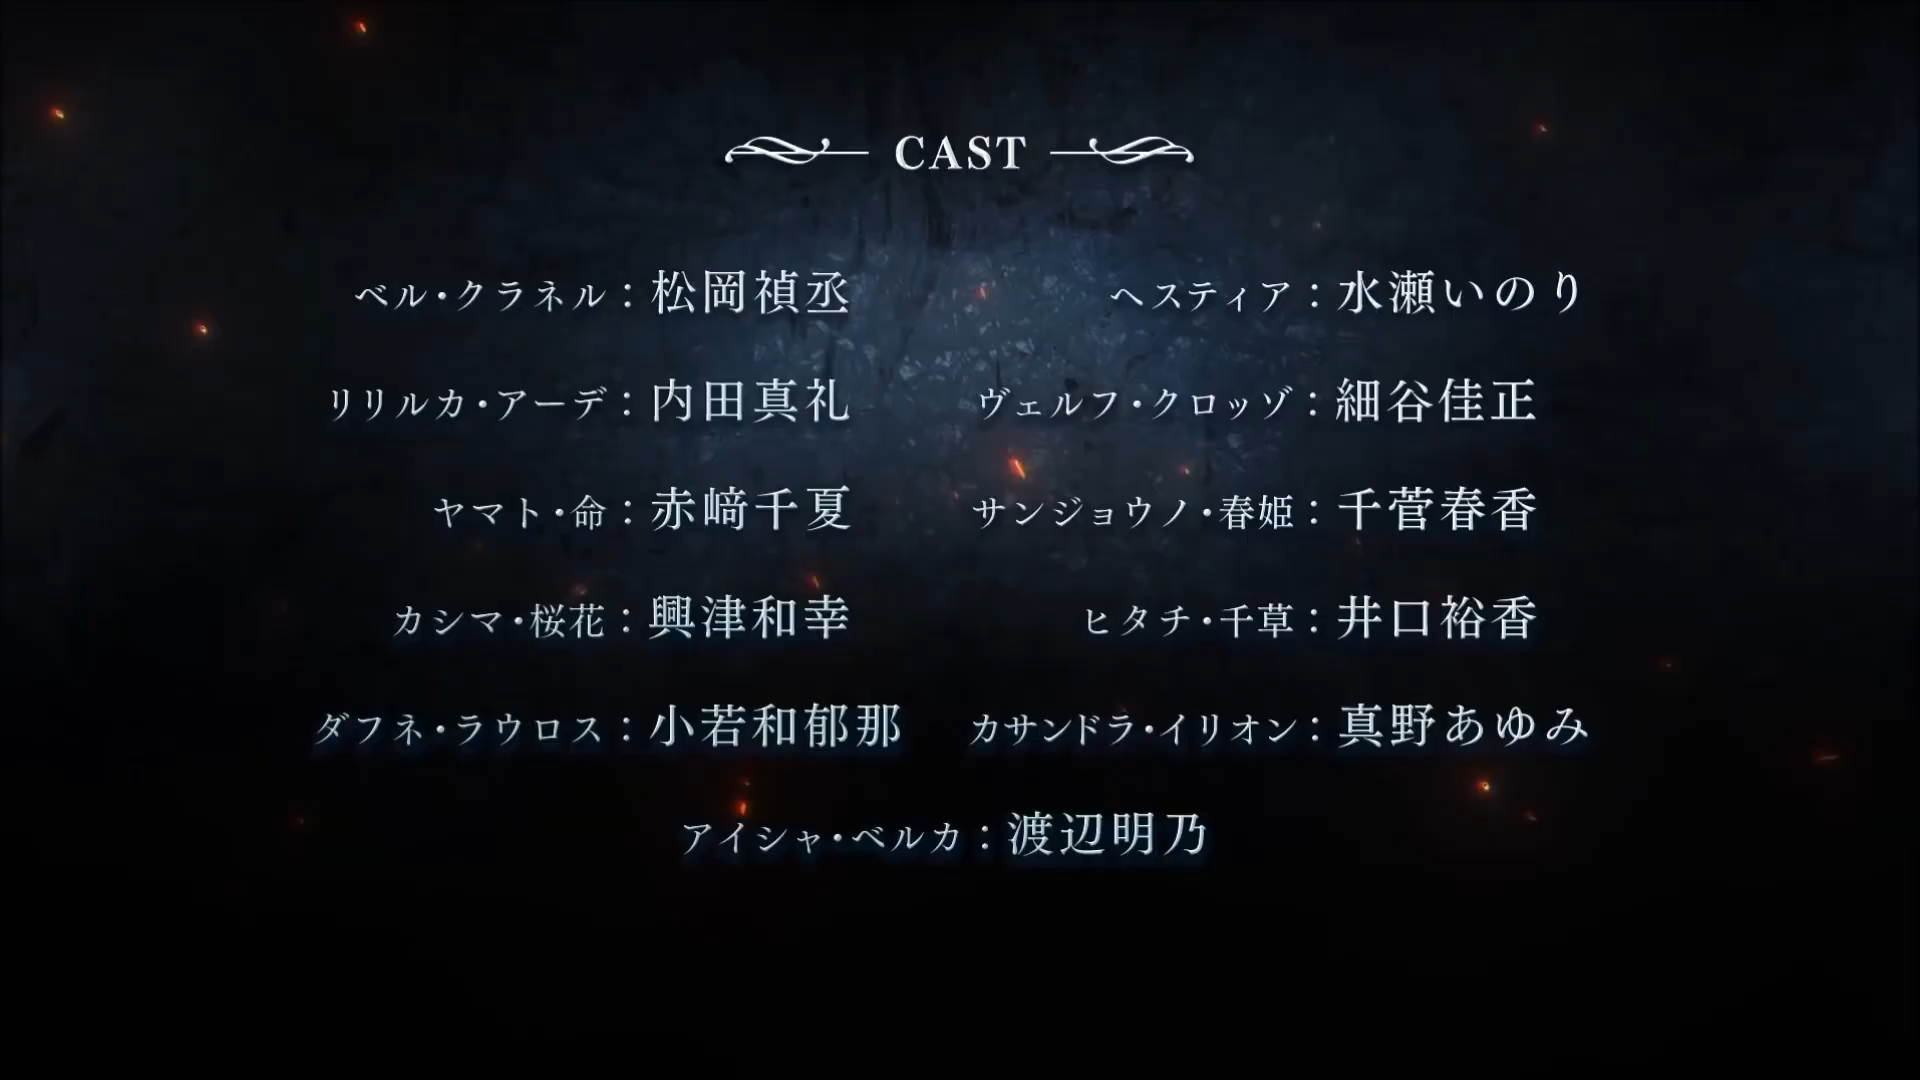 CAST
ベル・クラネル：松岡禎丞 ヘスティア：水瀬いのり
リリルカ・アーデ：内田真礼 ヴェルフ・クロッゾ：細谷佳正
ヤマト・命：赤﨑千夏 サンジョウノ・春姫：千菅春香
カシマ・桜花：興津和幸 ヒタチ・千草：井口裕香
ダフネ・ラウロス：小若和郁那 カサンドラ・イリオン：真野あゆみ
アイシャ・ベルカ：渡辺明乃